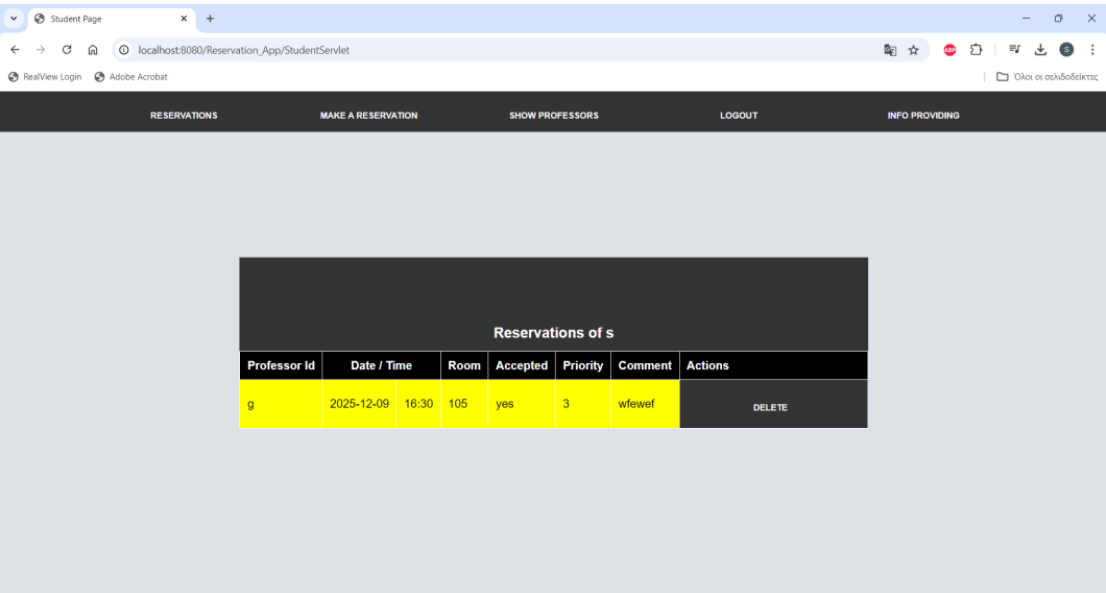 Student Page
localhost:8080/Reservation_App/StudentServlet
ABP
S
RealView Login Adobe Acrobat Όλοι οι σελιδοδείκτες
RESERVATIONS MAKE A RESERVATION SHOW PROFESSORS LOGOUT INFO PROVIDING
Reservations of s
Professor Id Date / Time Room Accepted Priority Comment Actions
g 2025-12-09 16:30 105 yes 3 wfewef DELETE